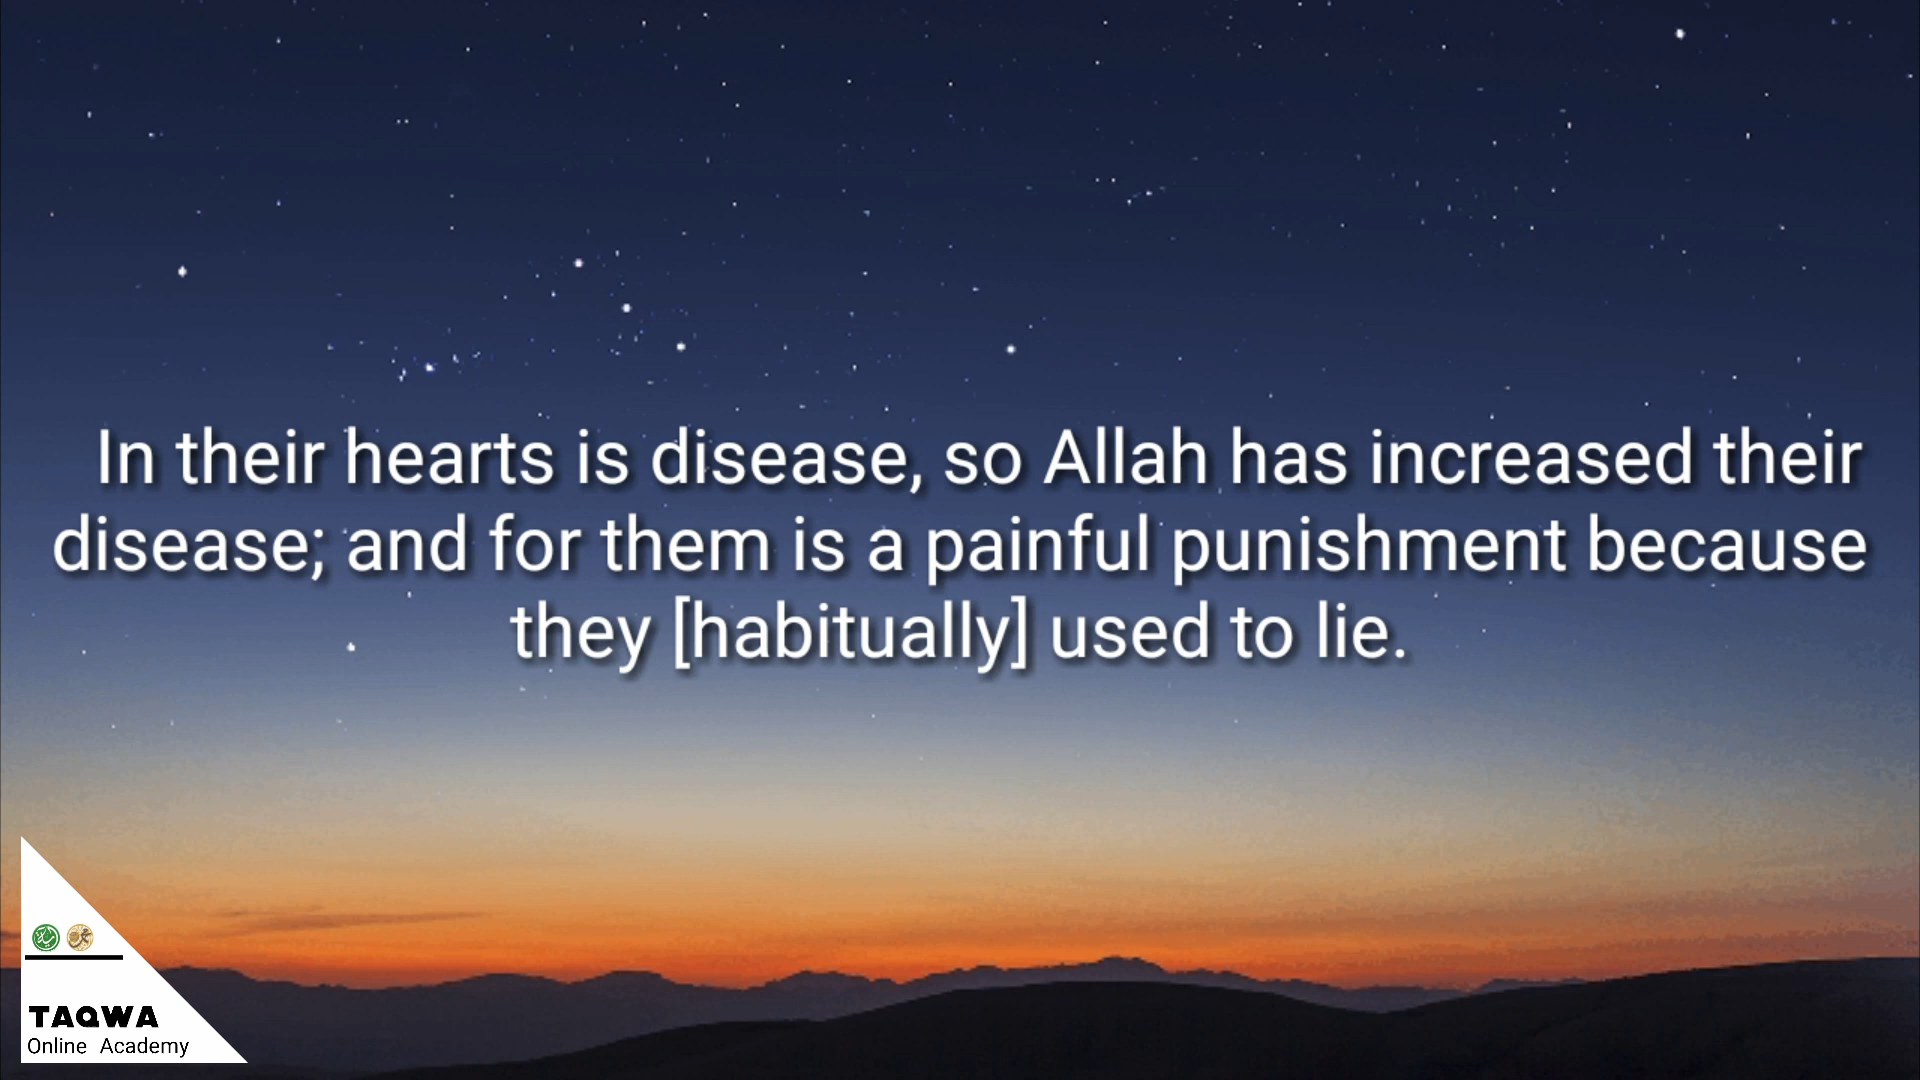 In their hearts is disease, so Allah has increased their
disease; and for them is a painful punishment because
they [habitually] used to lie.
TAQWA
Online Academy